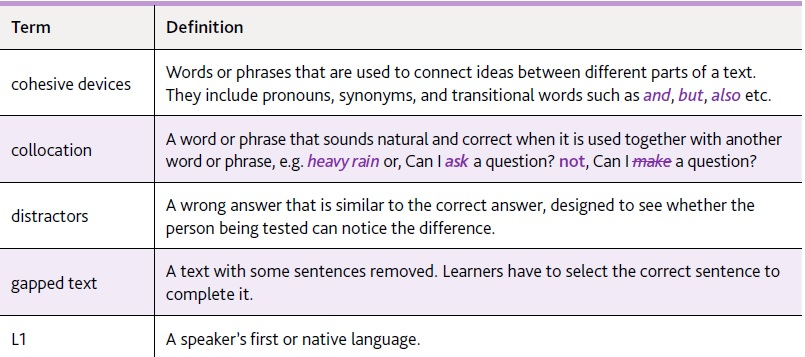 Term Definition
cohesive devices
Words or phrases that are used to connect ideas between different parts of a text.
They include pronouns, synonyms, and transitional words such as and, but, also etc.
collocation
A word or phrase that sounds natural and correct when it is used together with another
word or phrase, e.g. heavy rain or, Can I ask a question? not, Can I make a question?
distractors
A wrong answer that is similar to the correct answer, designed to see whether the
person being tested can notice the difference.
gapped text
A text with some sentences removed. Learners have to select the correct sentence to
complete it.
L1 A speaker's first or native language.